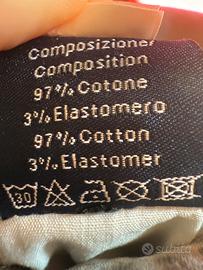 Composizione
Composition
97% Cotone
3% Elastomero
97% Cotton
3% Elastomer
30
subito